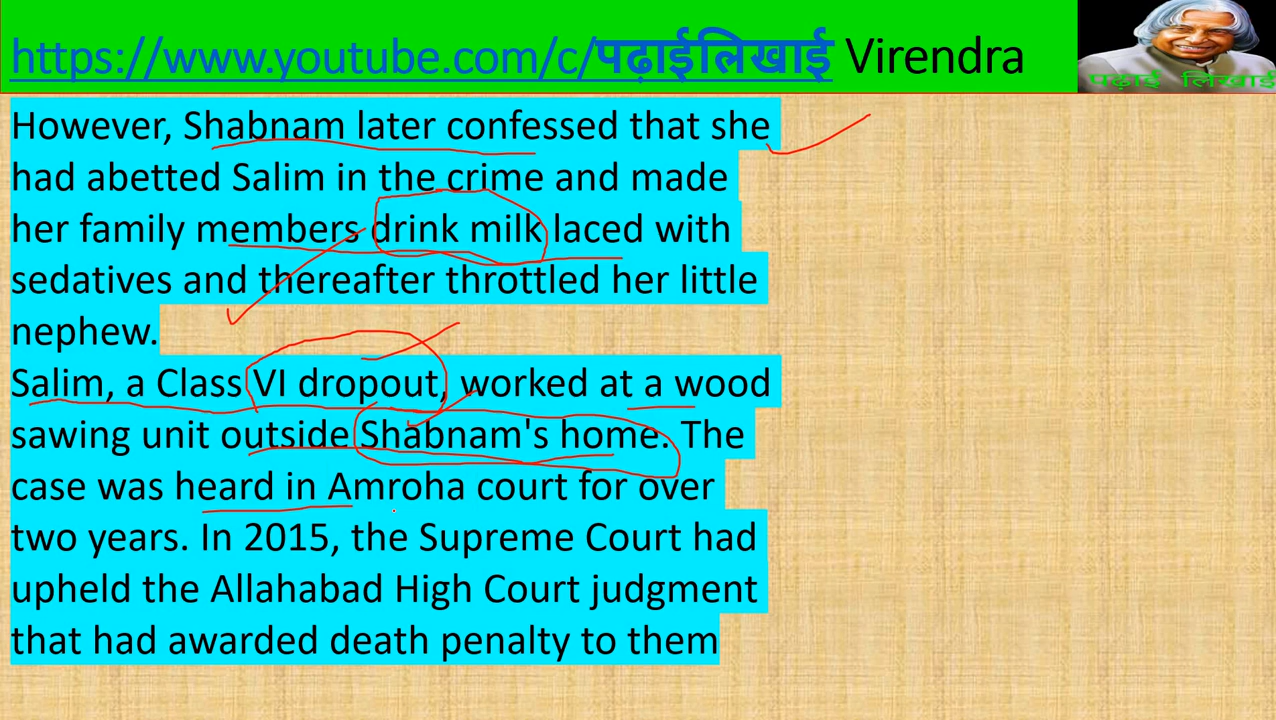 https://www.youtube.com/c/पढ़ाईलिखाई Virendra
पढ़ाई लिखाई
However, Shabnam later confessed that she
had abetted Salim in the crime and made
her family members drink milk laced with
sedatives and thereafter throttled her little
nephew.
Salim, a Class VI dropout, worked at a wood
sawing unit outside Shabnam's home. The
case was heard in Amroha court for over
two years. In 2015, the Supreme Court had
upheld the Allahabad High Court judgment
that had awarded death penalty to them